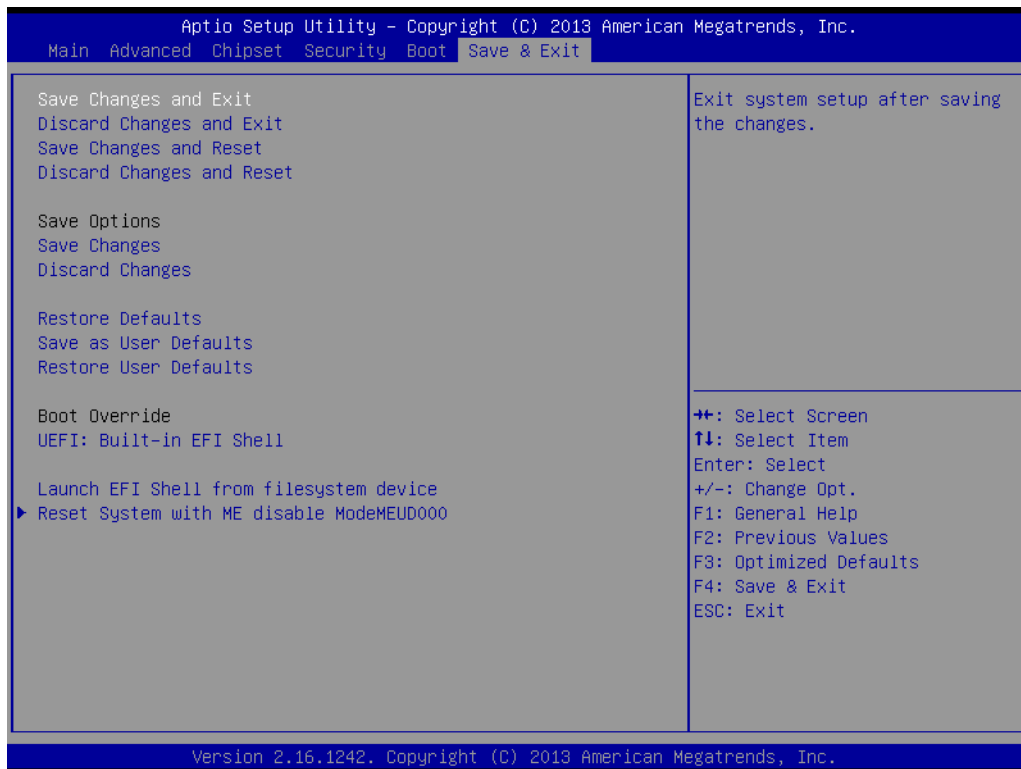 Aptio Setup Utility – Copyright (C) 2013 American Megatrends, Inc.
Main Advanced Chipset Security Boot Save & Exit
Save Changes and Exit
Discard Changes and Exit
Save Changes and Reset
Discard Changes and Reset
Save Options
Save Changes
Discard Changes
Restore Defaults
Save as User Defaults
Restore User Defaults
Boot Override
UEFI: Built-in EFI Shell
Launch EFI Shell from filesystem device
Reset System with ME disable ModeMEUD000
Exit system setup after saving
the changes.
→←: Select Screen
↑↓: Select Item
Enter: Select
+/-: Change Opt.
F1: General Help
F2: Previous Values
F3: Optimized Defaults
F4: Save & Exit
ESC: Exit
Version 2.16.1242. Copyright (C) 2013 American Megatrends, Inc.